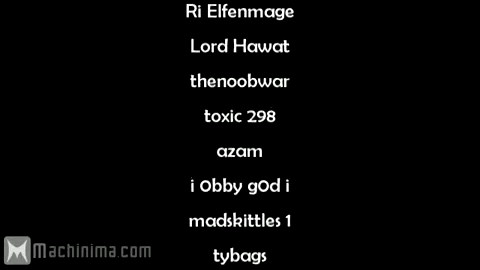 Ri Elfenmage
Lord Hawat
thenoobwar
toxic 298
azam
i 0bby g0d i
madskittles 1
tybags
Machinima.com